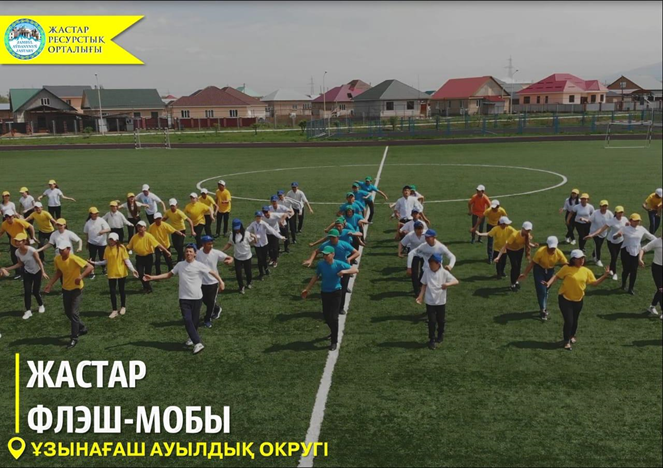 ЖАСТАР
РЕСУРСТЫҚ
ОРТАЛЫҒЫ
ЖАСТАР
ФЛЭШ-МОБЫ
ҰЗЫНАҒАШ АУЫЛДЫҚ ОКРУГІ